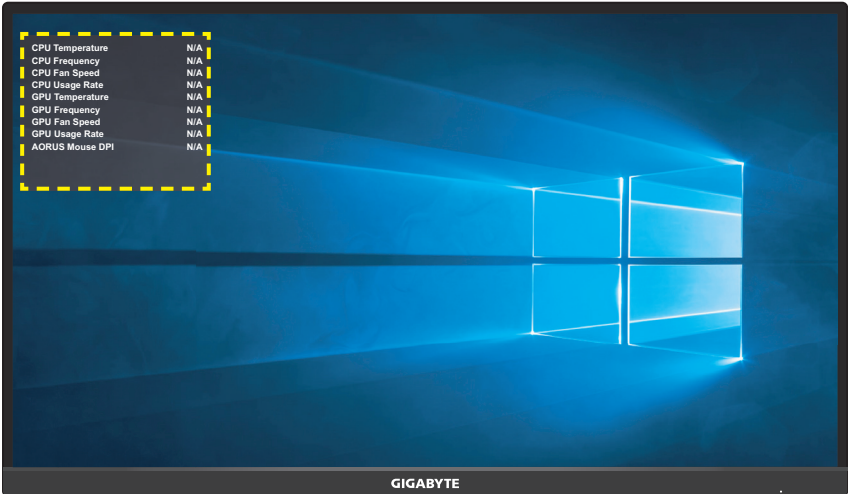 CPU Temperature N/A
CPU Frequency N/A
CPU Fan Speed N/A
CPU Usage Rate N/A
GPU Temperature N/A
GPU Frequency N/A
GPU Fan Speed N/A
GPU Usage Rate N/A
AORUS Mouse DPI N/A
GIGABYTE